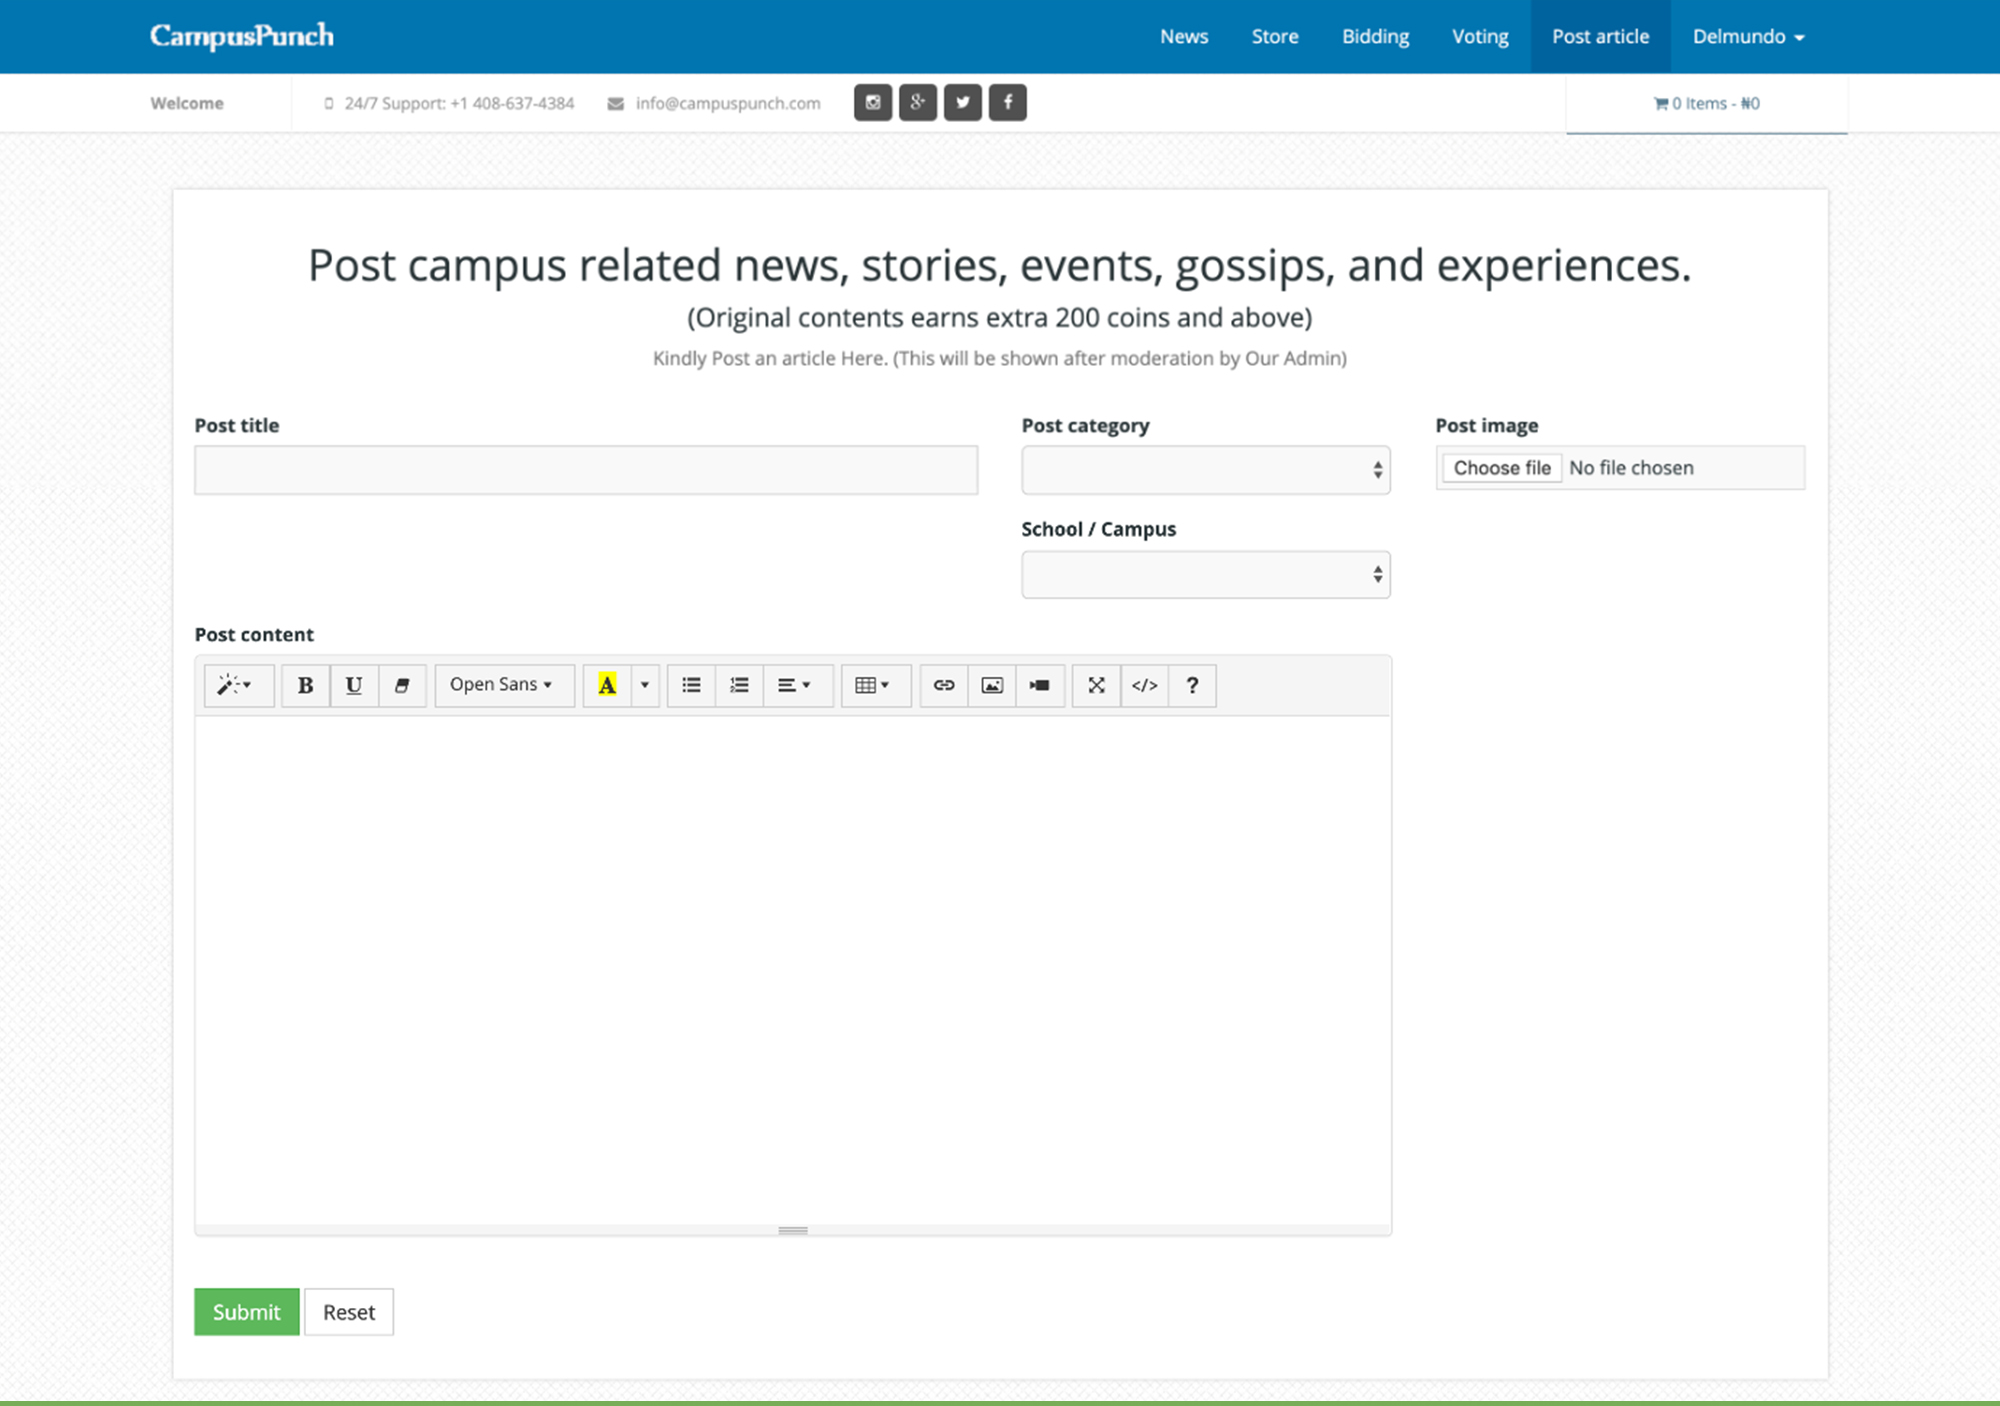 CampusPunch
News Store Bidding Voting Post article Delmundo
Welcome 24/7 Support: +1 408-637-4384 info@campuspunch.com 0 Items - ₦0
Post campus related news, stories, events, gossips, and experiences.
(Original contents earns extra 200 coins and above)
Kindly Post an article Here. (This will be shown after moderation by Our Admin)
Post title
Post category
Post image
Choose file No file chosen
School / Campus
Post content
B U Open Sans A </> ?
Submit Reset